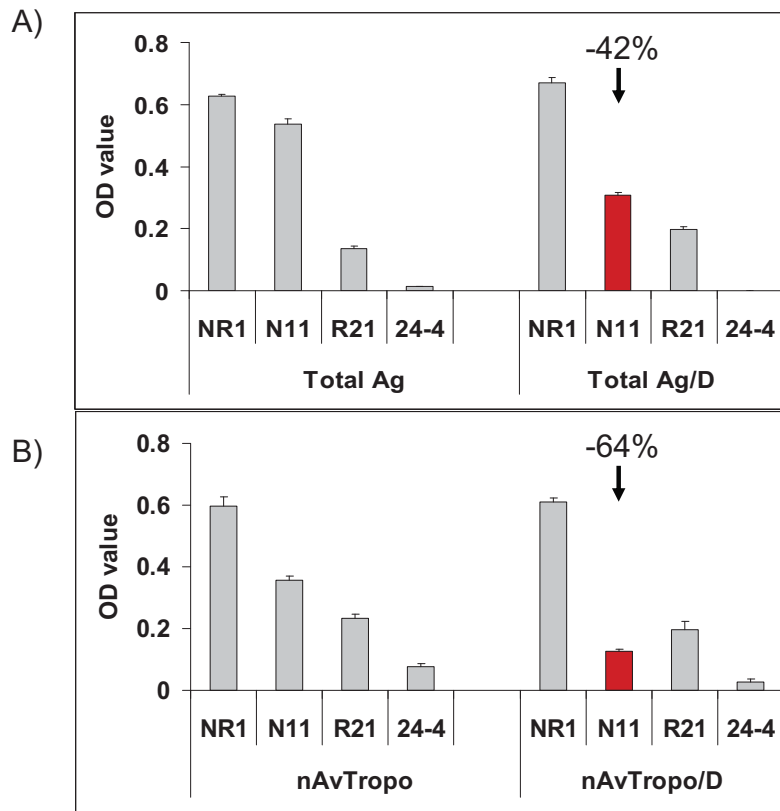 A)
OD value
0.8
0.6
0.4
0.2
0
-42%
NR1 N11 R21 24-4 NR1 N11 R21 24-4
Total Ag Total Ag/D
B)
OD value
0.8
0.6
0.4
0.2
0
-64%
NR1 N11 R21 24-4 NR1 N11 R21 24-4
nAvTropo nAvTropo/D